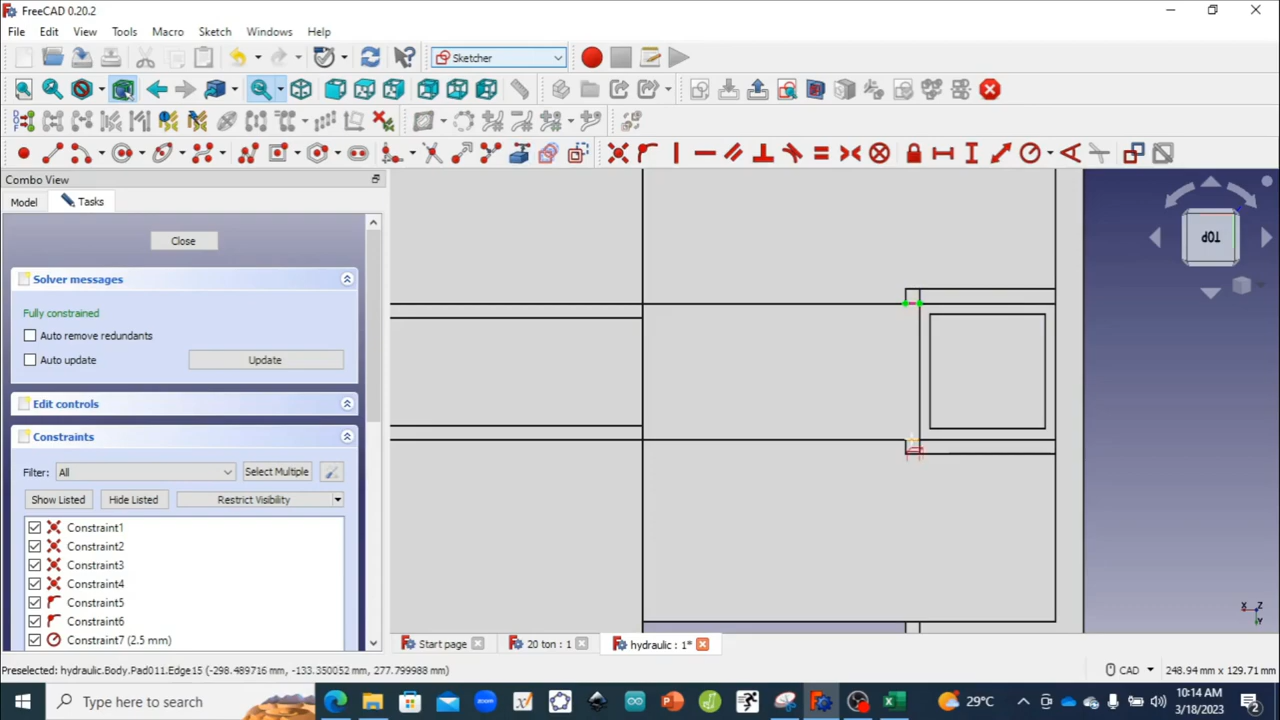 FreeCAD 0.20.2
File Edit View Tools Macro Sketch Windows Help
Sketcher
Combo View
Model Tasks
Close
Solver messages
Fully constrained
Auto remove redundants
Auto update Update
Edit controls
Constraints
Filter: All Select Multiple
Show Listed Hide Listed Restrict Visibility
Constraint1
Constraint2
Constraint3
Constraint4
Constraint5
Constraint6
Constraint7 (2.5 mm)
TOP
X Z
Y
Start page 20 ton : 1 hydraulic : 1*
Preselected: hydraulic.Body.Pad011.Edge15 (-298.489716 mm, -133.350052 mm, 277.799988 mm) CAD 248.94 mm x 129.71 mm
Type here to search 29°C 10:14 AM
3/18/2023 2